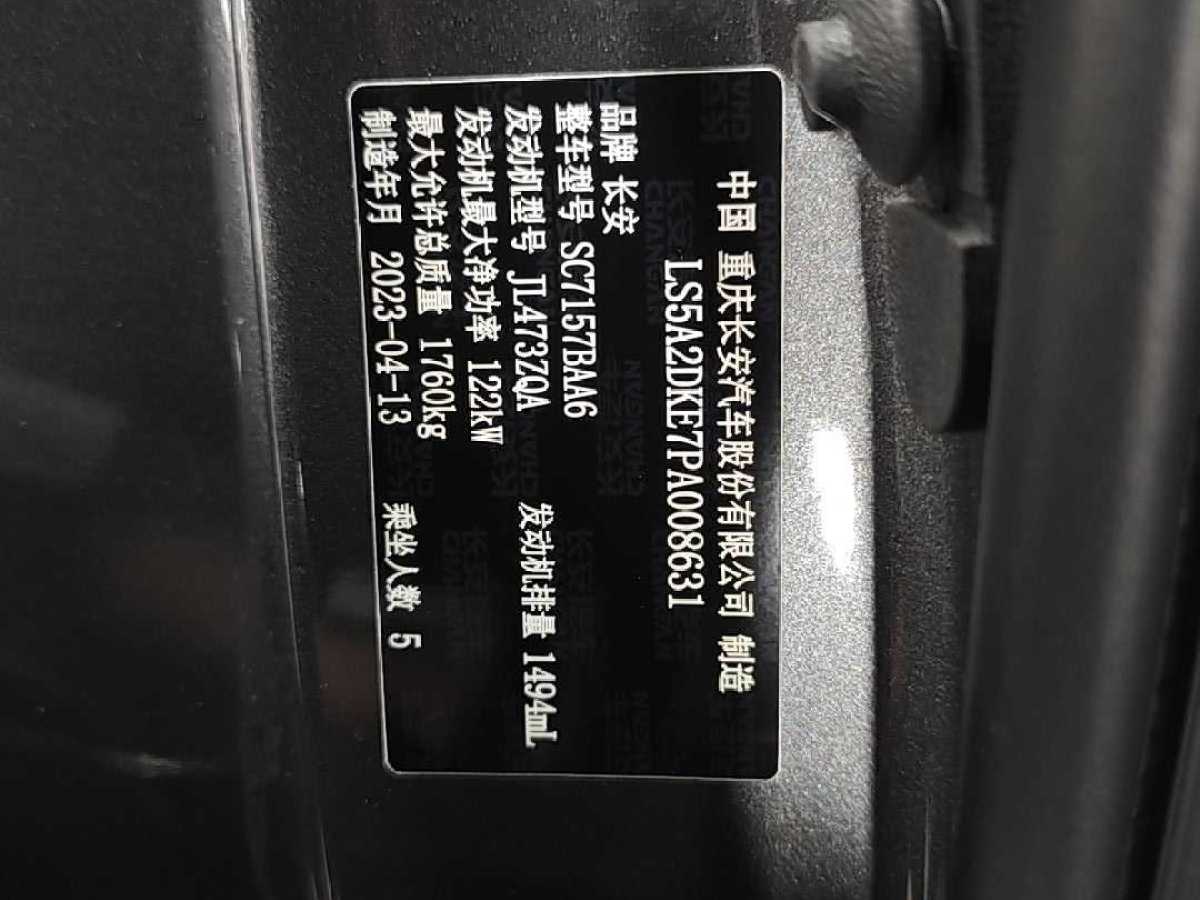 中国 重庆长安汽车股份有限公司 制造
LS5A2DKE7PA008631
品牌 长安
整车型号 SC7157BAA6
发动机型号 JL473ZQA 发动机排量 1494mL
发动机最大净功率 122kW
最大允许总质量 1760kg
制造年月 2023-04-13 乘坐人数 5